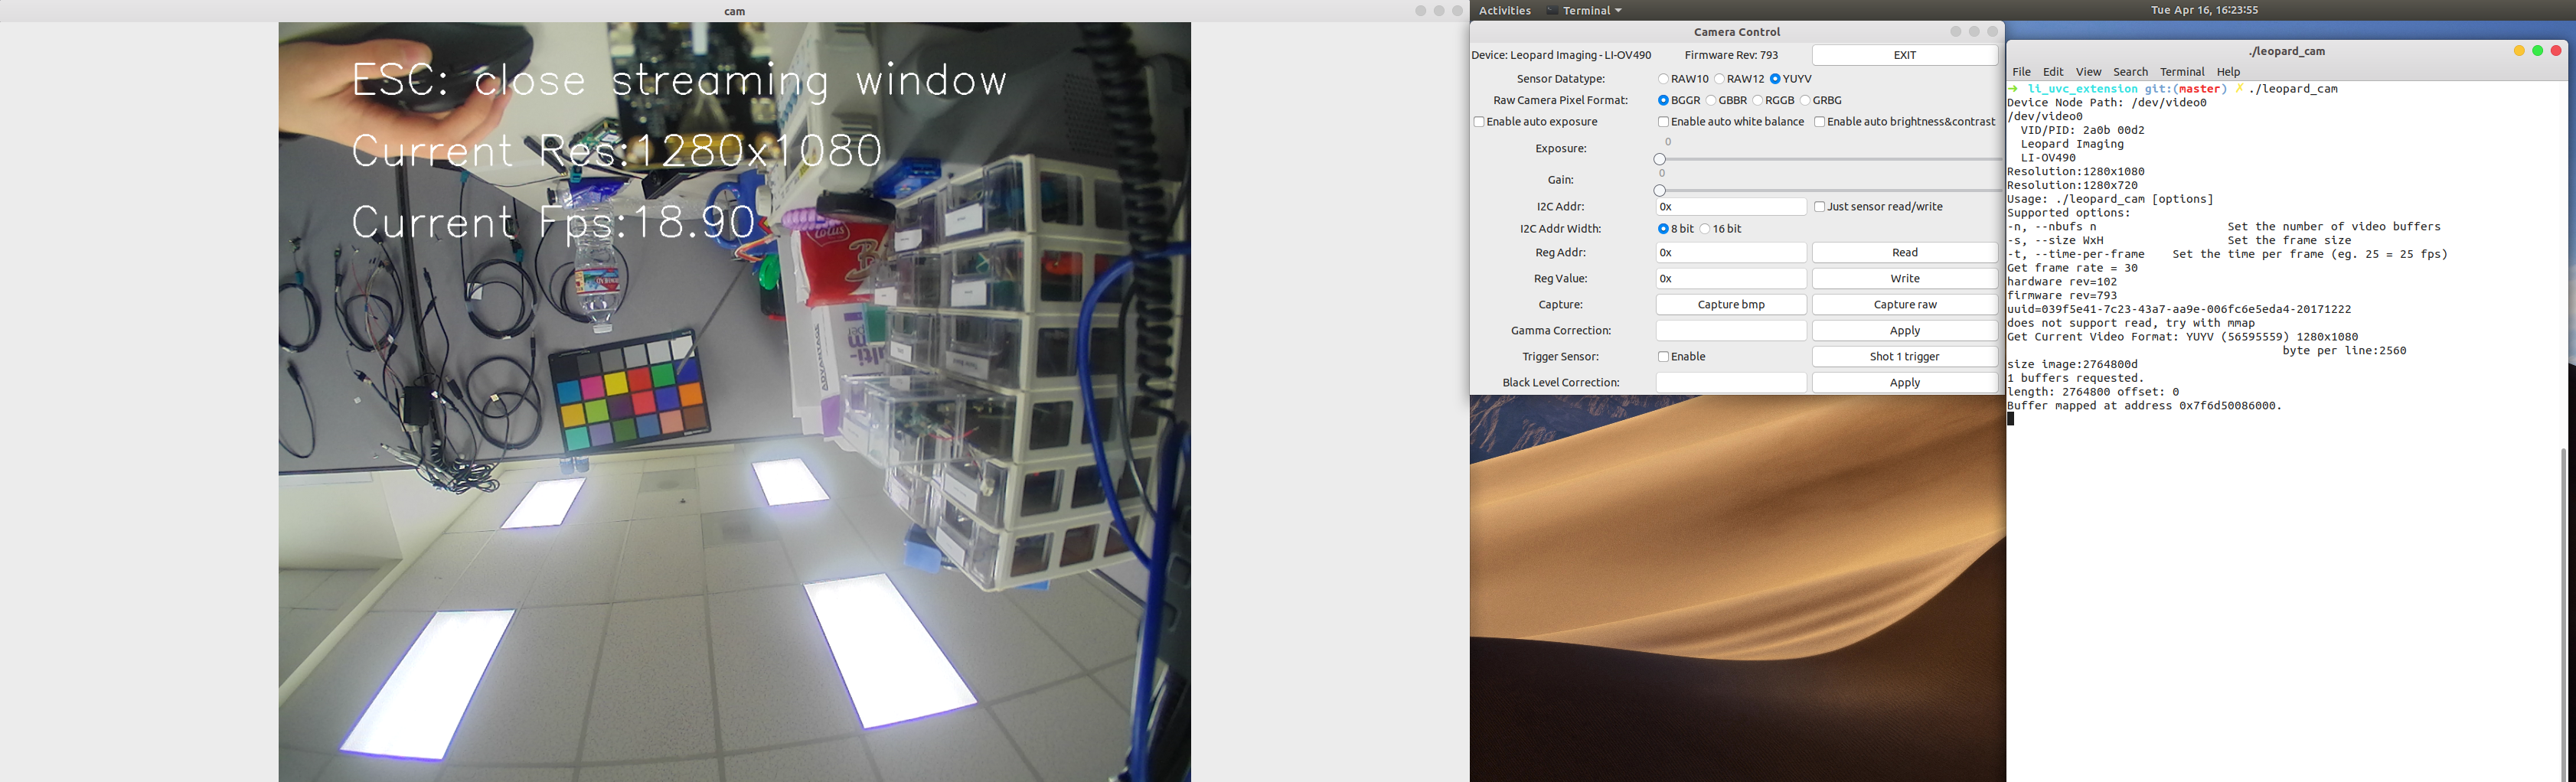 cam
ESC: close streaming window
Current Res:1280x1080
Current Fps:18.90
lotus
B
ADVANTAGE
Activities
Terminal
Tue Apr 16, 16:23:55
Camera Control
Device: Leopard Imaging - LI-OV490 Firmware Rev: 793 EXIT
Sensor Datatype: RAW10 RAW12 YUYV
Raw Camera Pixel Format: BGGR GBBR RGGB GRBG
Enable auto exposure Enable auto white balance Enable auto brightness&contrast
0
Exposure:
0
Gain:
I2C Addr: 0x Just sensor read/write
I2C Addr Width: 8 bit 16 bit
Reg Addr: 0x Read
Reg Value: 0x Write
Capture: Capture bmp Capture raw
Gamma Correction: Apply
Trigger Sensor: Enable Shot 1 trigger
Black Level Correction: Apply
./leopard_cam
File Edit View Search Terminal Help
➜ li_uvc_extension git:(master) ✗ ./leopard_cam
Device Node Path: /dev/video0
/dev/video0
VID/PID: 2a0b 00d2
Leopard Imaging
LI-OV490
Resolution:1280x1080
Resolution:1280x720
Usage: ./leopard_cam [options]
Supported options:
-n, --nbufs n Set the number of video buffers
-s, --size WxH Set the frame size
-t, --time-per-frame Set the time per frame (eg. 25 = 25 fps)
Get frame rate = 30
hardware rev=102
firmware rev=793
uuid=039f5e41-7c23-43a7-aa9e-006fc6e5eda4-20171222
does not support read, try with mmap
Get Current Video Format: YUYV (56595559) 1280x1080
byte per line:2560
size image:2764800d
1 buffers requested.
length: 2764800 offset: 0
Buffer mapped at address 0x7f6d50086000.